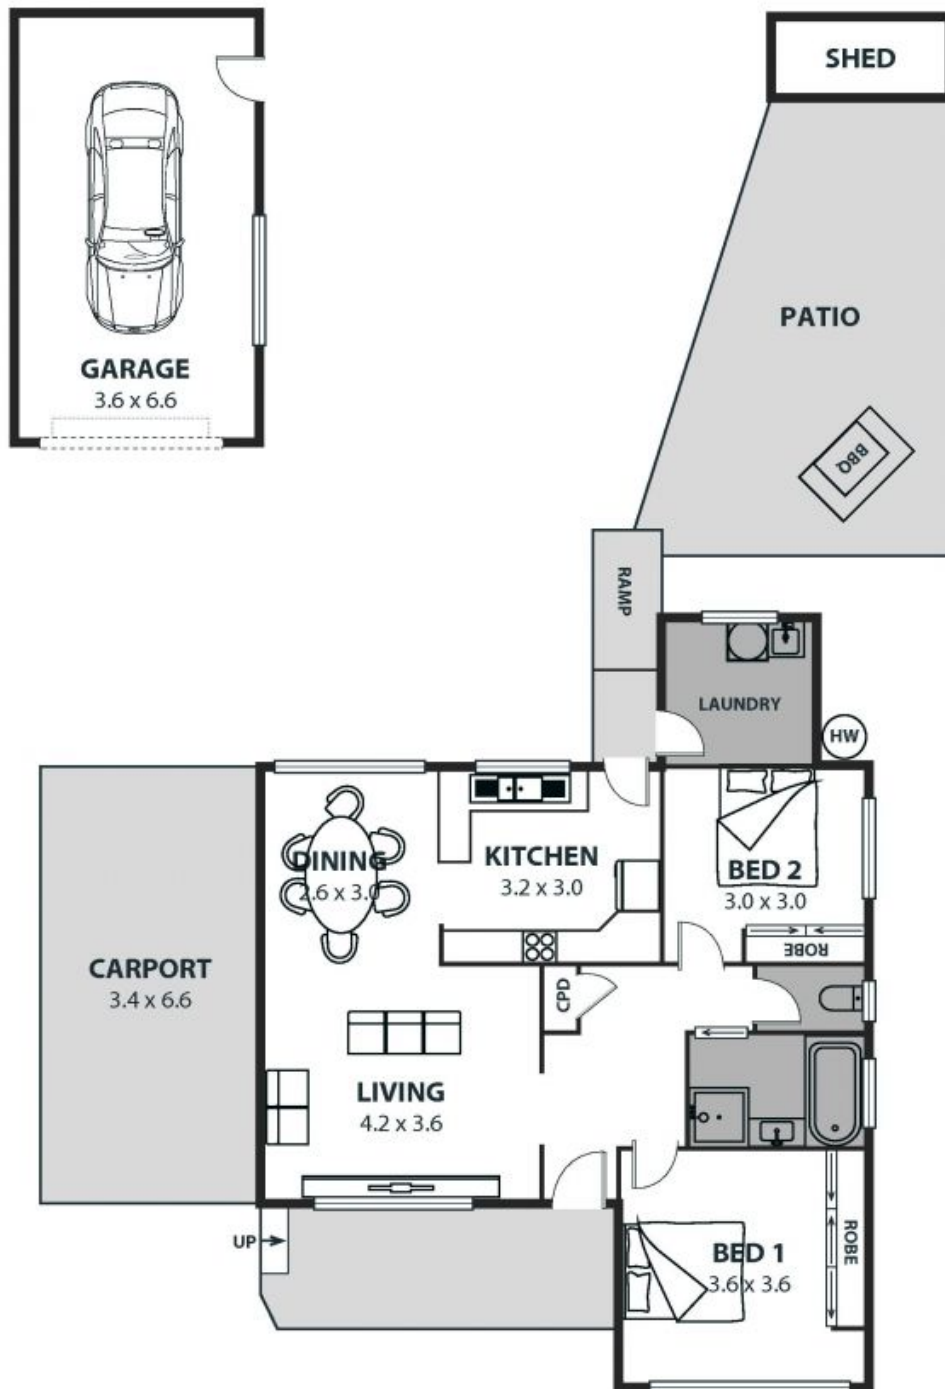 SHED
PATIO
GARAGE
3.6 x 6.6
BBQ
RAMP
LAUNDRY
HW
DINING
2.6 x 3.0
KITCHEN
3.2 x 3.0
BED 2
3.0 x 3.0
ROBE
CARPORT
3.4 x 6.6
CPD
LIVING
4.2 x 3.6
UP
BED 1
3.6 x 3.6
ROBE